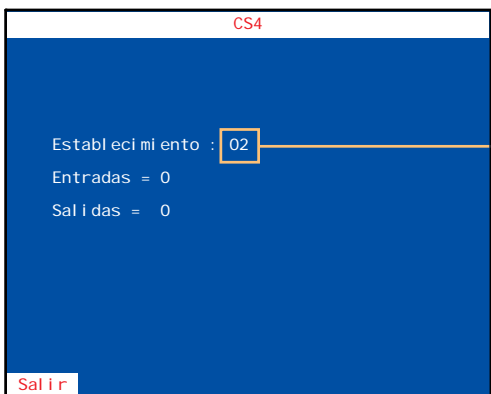 CS4
Establecimiento : 02
Entradas = 0
Salidas = 0
Salir